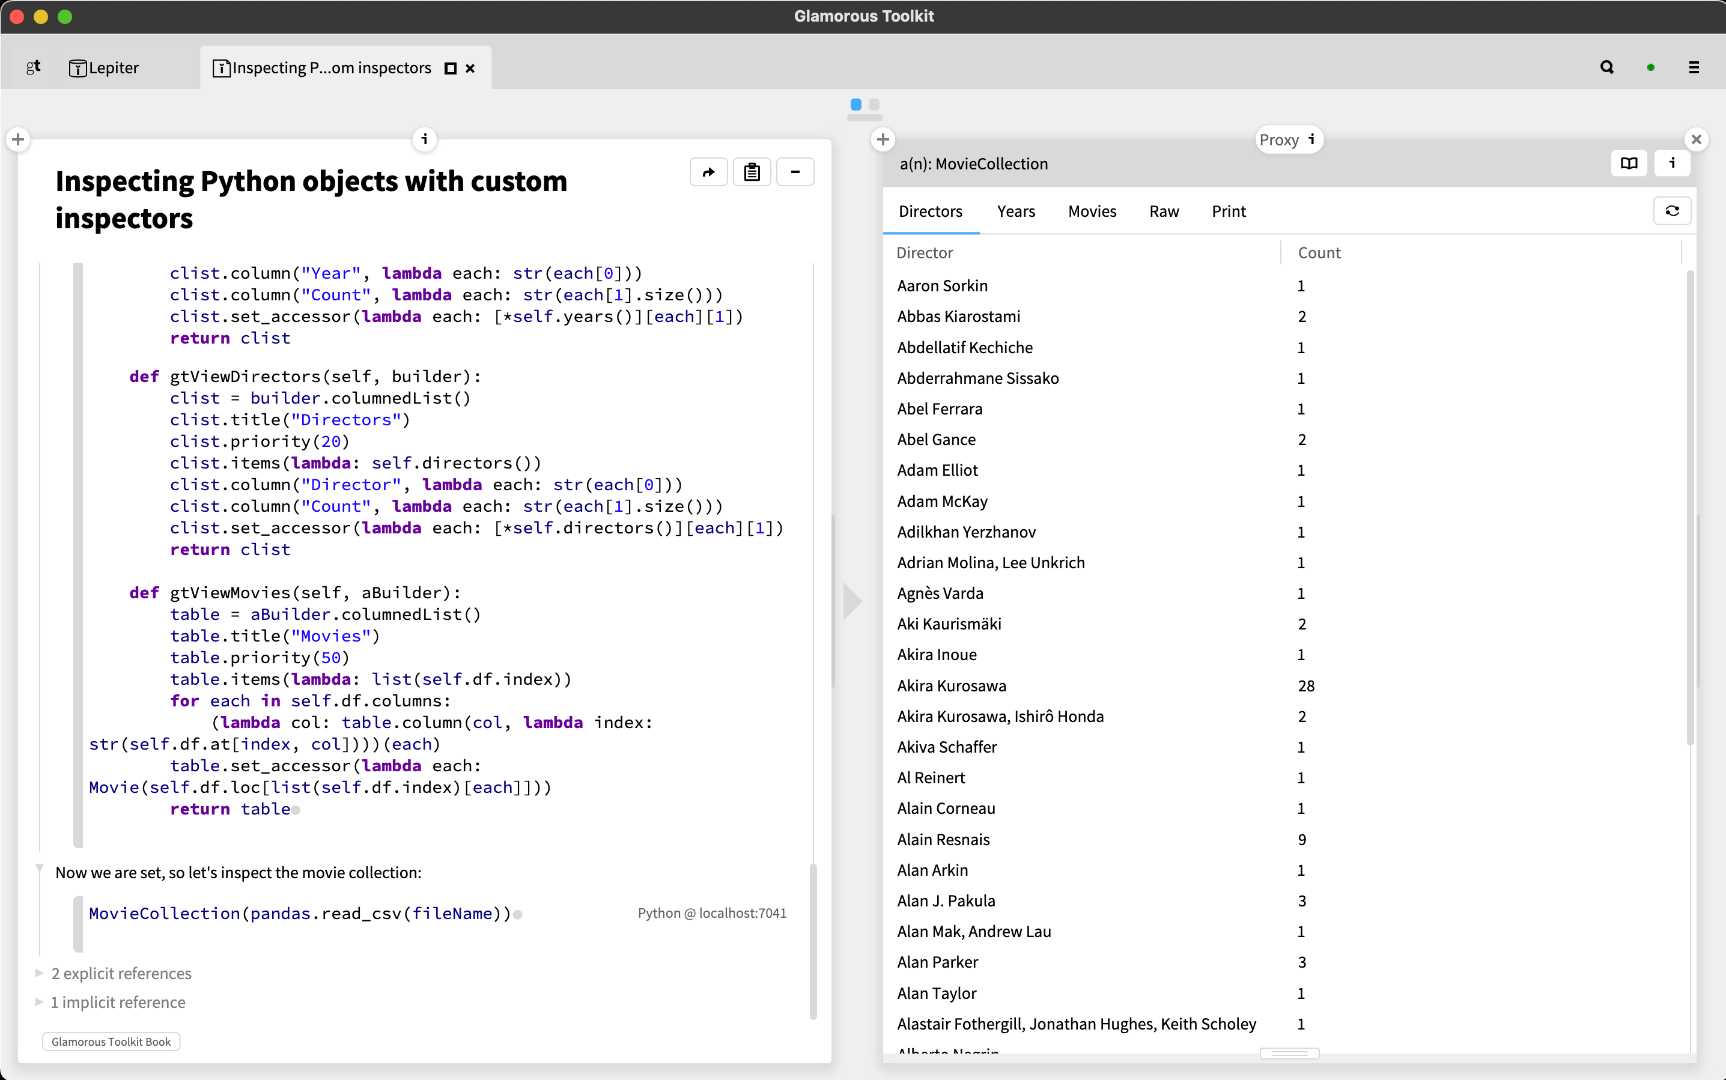 Glamorous Toolkit
gt
Lepiter
Inspecting P...om inspectors
Inspecting Python objects with custom
inspectors
        clist.column("Year", lambda each: str(each[0]))
        clist.column("Count", lambda each: str(each[1].size()))
        clist.set_accessor(lambda each: [*self.years()][each][1])
        return clist
    def gtViewDirectors(self, builder):
        clist = builder.columnedList()
        clist.title("Directors")
        clist.priority(20)
        clist.items(lambda: self.directors())
        clist.column("Director", lambda each: str(each[0]))
        clist.column("Count", lambda each: str(each[1].size()))
        clist.set_accessor(lambda each: [*self.directors()][each][1])
        return clist
    def gtViewMovies(self, aBuilder):
        table = aBuilder.columnedList()
        table.title("Movies")
        table.priority(50)
        table.items(lambda: list(self.df.index))
        for each in self.df.columns:
            (lambda col: table.column(col, lambda index:
str(self.df.at[index, col])))(each)
        table.set_accessor(lambda each:
Movie(self.df.loc[list(self.df.index)[each]]))
        return table
Now we are set, so let's inspect the movie collection:
MovieCollection(pandas.read_csv(fileName))
Python @ localhost:7041
2 explicit references
1 implicit reference
Glamorous Toolkit Book
Proxy i
a(n): MovieCollection
Directors Years Movies Raw Print
Director Count
Aaron Sorkin 1
Abbas Kiarostami 2
Abdellatif Kechiche 1
Abderrahmane Sissako 1
Abel Ferrara 1
Abel Gance 2
Adam Elliot 1
Adam McKay 1
Adilkhan Yerzhanov 1
Adrian Molina, Lee Unkrich 1
Agnès Varda 1
Aki Kaurismäki 2
Akira Inoue 1
Akira Kurosawa 28
Akira Kurosawa, Ishirô Honda 2
Akiva Schaffer 1
Al Reinert 1
Alain Corneau 1
Alain Resnais 9
Alan Arkin 1
Alan J. Pakula 3
Alan Mak, Andrew Lau 1
Alan Parker 3
Alan Taylor 1
Alastair Fothergill, Jonathan Hughes, Keith Scholey 1